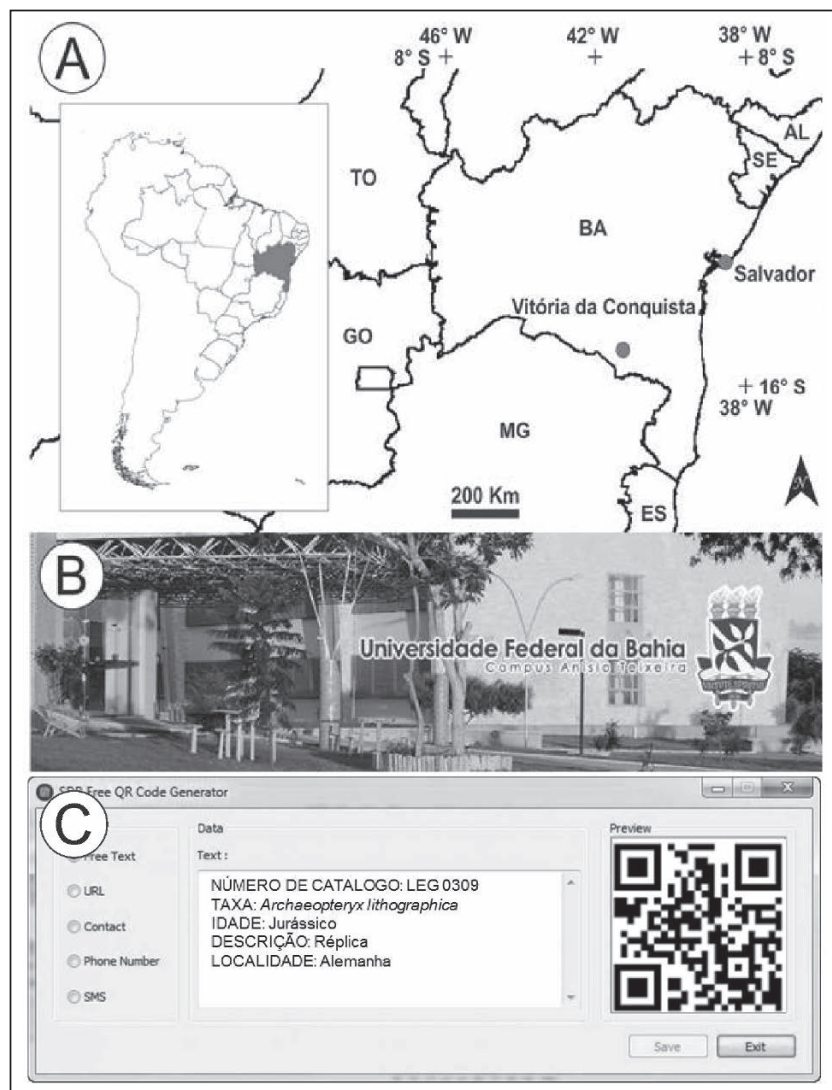 A
46° W
42° W
38° W
8° S
8° S
AL
SE
TO
BA
Salvador
Vitória da Conquista
GO
16° S
38° W
MG
200 Km
N
ES
B
Universidade Federal da Bahia
Campus Anísio Teixeira
C
Free QR Code Generator
Data
Preview
Free Text
Text :
URL
Contact
Phone Number
SMS
NÚMERO DE CATALOGO: LEG 0309
TAXA: Archaeopteryx lithographica
IDADE: Jurássico
DESCRIÇÃO: Réplica
LOCALIDADE: Alemanha
Save
Exit